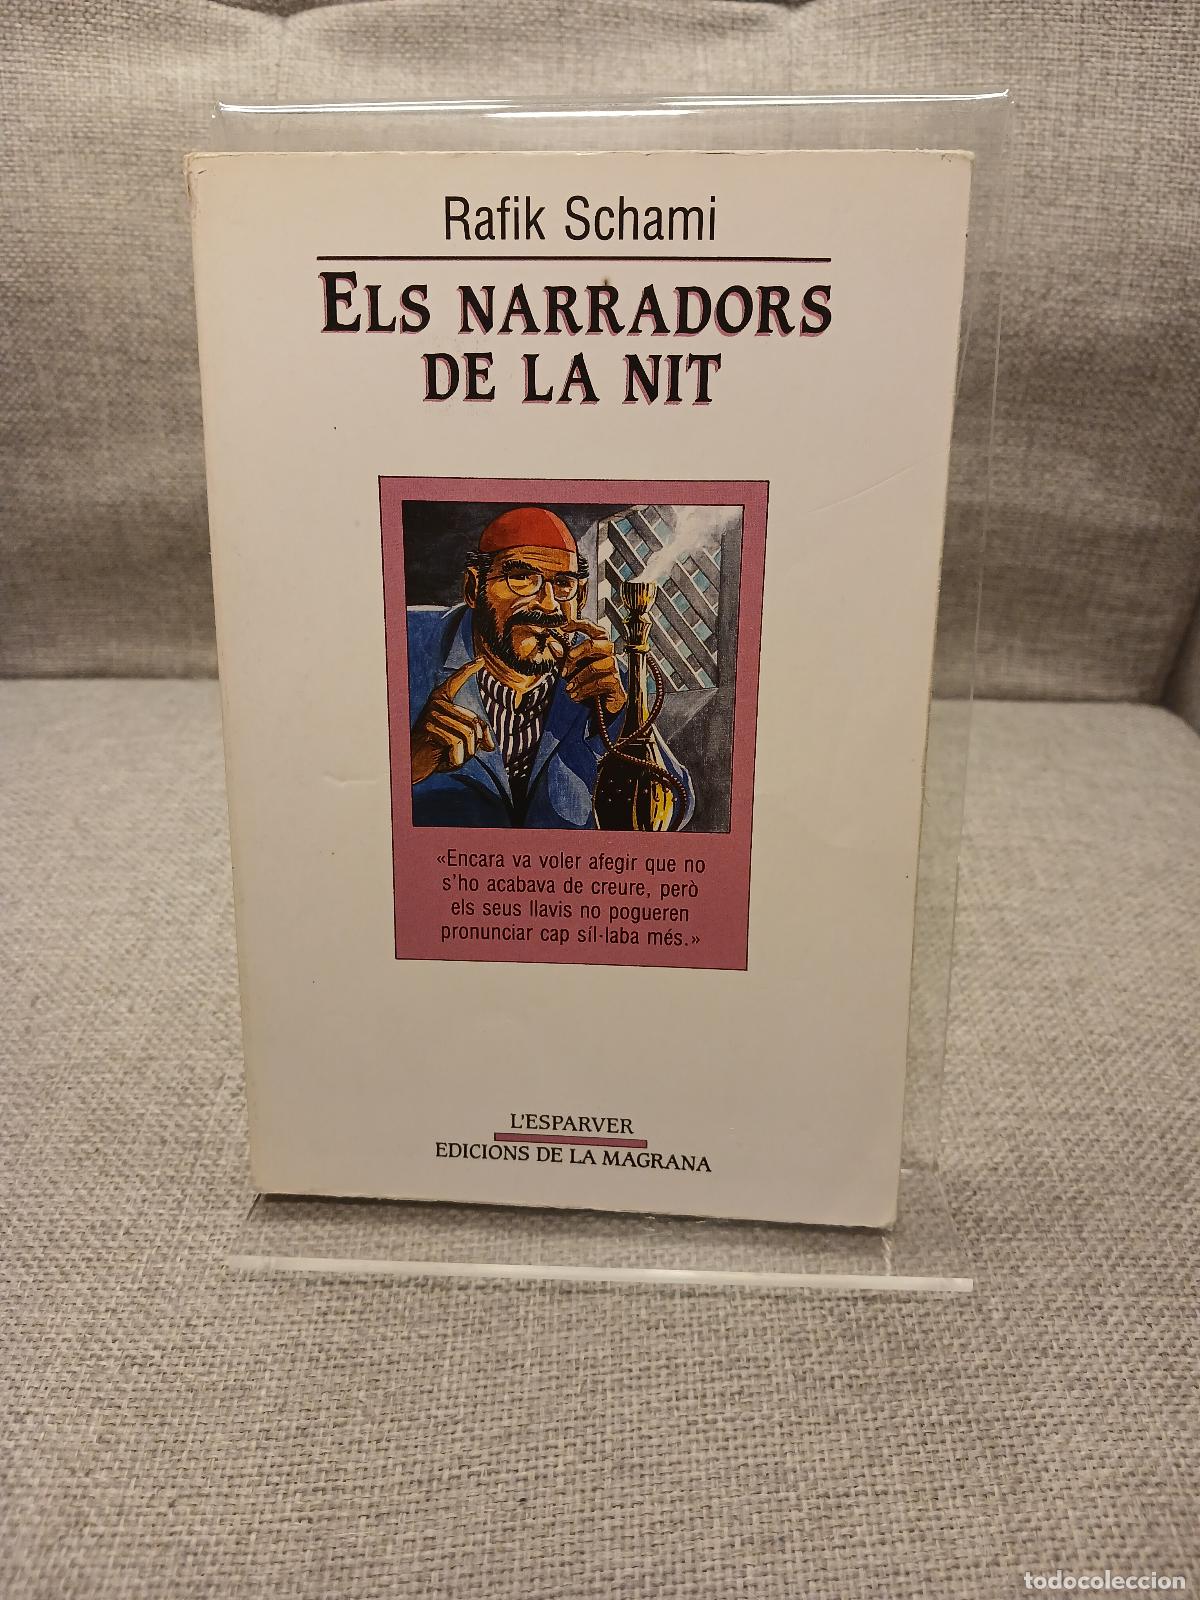 Rafik Schami
ELS NARRADORS
DE LA NIT
«Encara va voler afegir que no
s'ho acabava de creure, però
els seus llavis no pogueren
pronunciar cap síl·laba més.»
L'ESPARVER
EDICIONS DE LA MAGRANA
todocoleccion